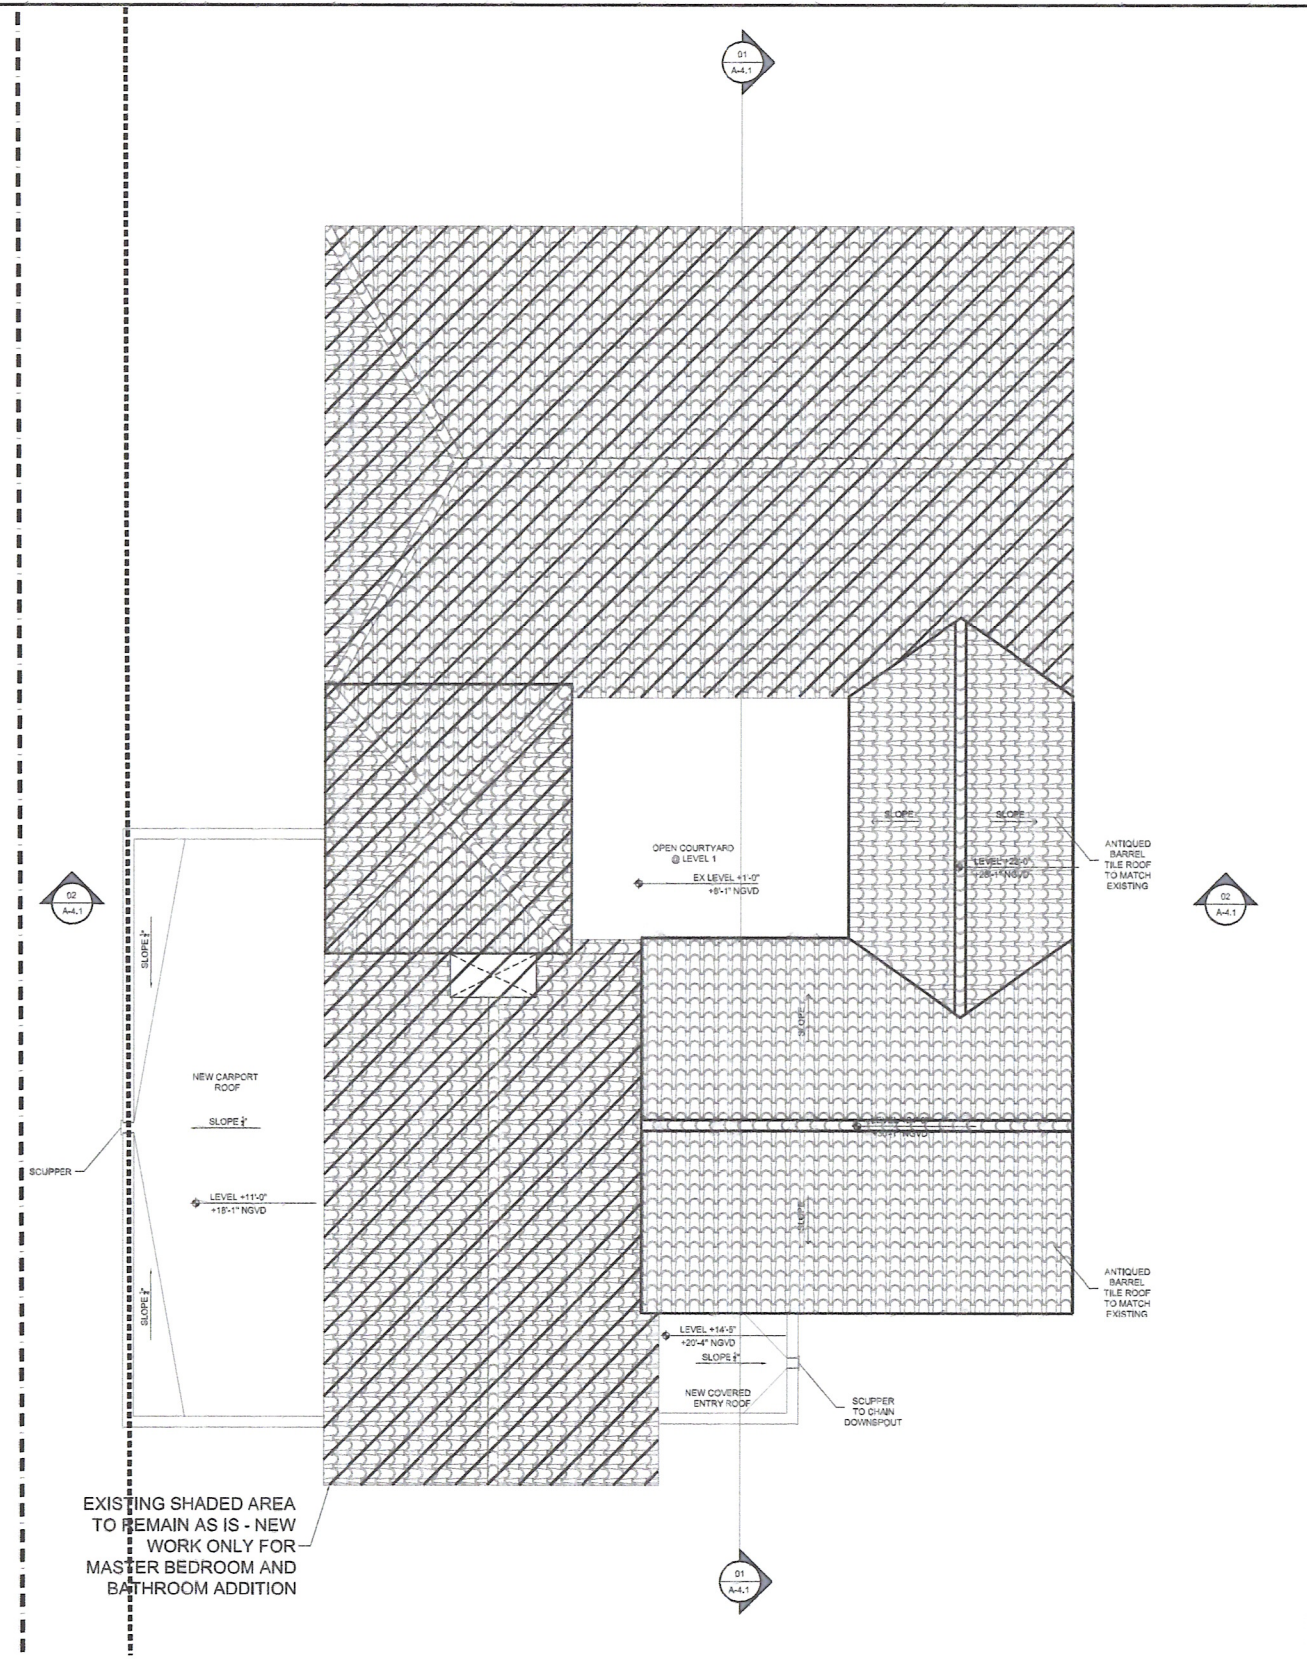 01
A-4.1
OPEN COURTYARD
@ LEVEL 1
EX LEVEL +1'-0"
+8'-1" NGVD
SLOPE
SLOPE
LEVEL +22'-0"
NGVD
ANTIQUED
BARREL
TILE ROOF
TO MATCH
EXISTING
02
A-4.1
02
A-4.1
SLOPE
SLOPE
NEW CARPORT
ROOF
SLOPE
SCUPPER
LEVEL +11'-0"
+18'-1" NGVD
SLOPE
NGVD
SLOPE
ANTIQUED
BARREL
TILE ROOF
TO MATCH
EXISTING
LEVEL +14'-5"
+20'-4" NGVD
SLOPE
NEW COVERED
ENTRY ROOF
SCUPPER
TO CHAIN
DOWNSPOUT
EXISTING SHADED AREA
TO REMAIN AS IS - NEW
WORK ONLY FOR
MASTER BEDROOM AND
BATHROOM ADDITION
01
A-4.1